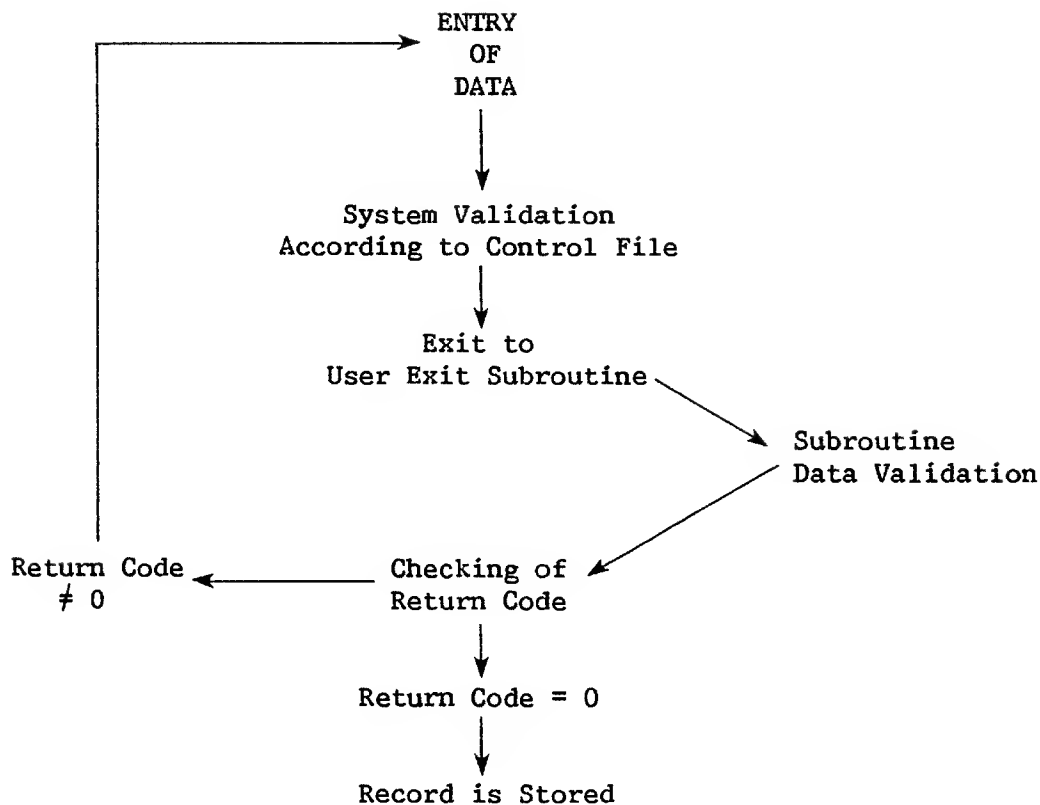 ENTRY
OF
DATA
System Validation
According to Control File
Exit to
User Exit Subroutine
Subroutine
Data Validation
Checking of
Return Code
Return Code
≠ 0
Return Code = 0
Record is Stored